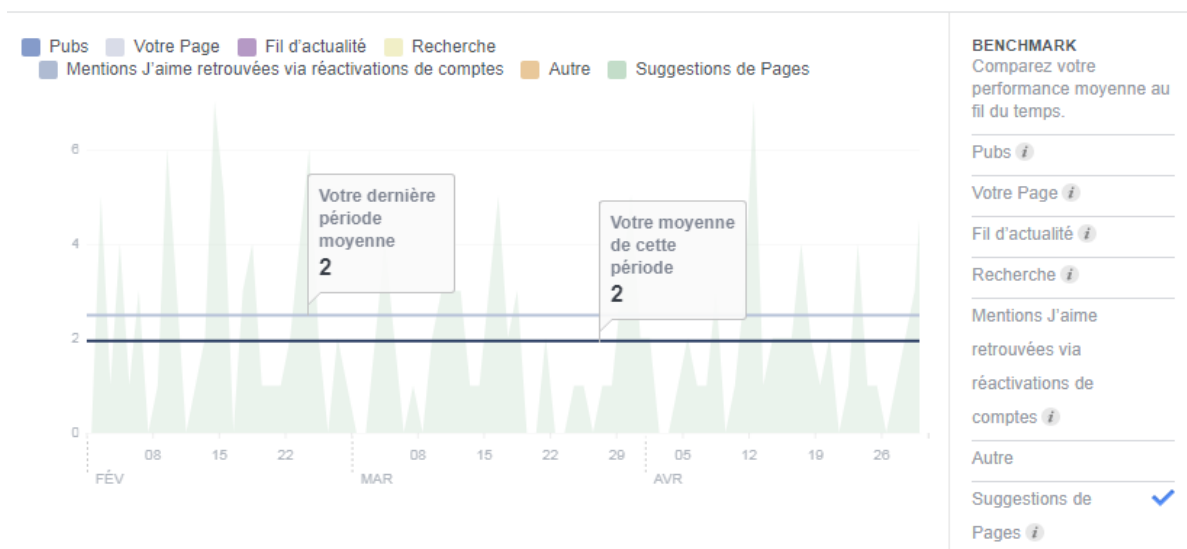 Pubs Votre Page Fil d'actualité Recherche
Mentions J'aime retrouvées via réactivations de comptes Autre Suggestions de Pages
6
4
2
0
Votre dernière
période
moyenne
2
Votre moyenne
de cette
période
2
08 15 22 08 15 22 29 05 12 19 26
FÉV MAR AVR
BENCHMARK
Comparez votre
performance moyenne au
fil du temps.
Pubs i
Votre Page i
Fil d'actualité i
Recherche i
Mentions J'aime
retrouvées via
réactivations de
comptes i
Autre
Suggestions de
Pages i